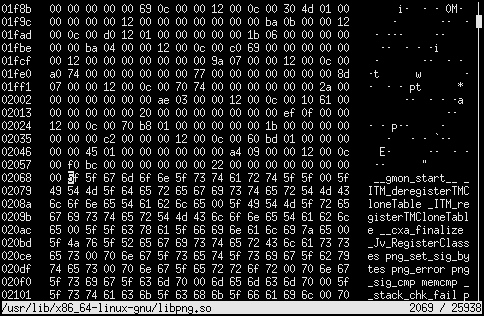 01f8b 00 00 00 00 00 69 0c 00 00 12 00 0c 00 30 4d 01 00 i 0M
01f9c 00 00 00 00 12 00 00 00 00 00 00 00 ba 0b 00 00 12
01fad 00 0c 00 d0 12 01 00 00 00 00 00 1b 06 00 00 00 00
01fbe 00 00 ba 04 00 00 12 00 0c 00 c0 69 00 00 00 00 00 i
01fcf 00 12 00 00 00 00 00 00 00 9a 07 00 00 12 00 0c 00
01fe0 a0 74 00 00 00 00 00 00 77 00 00 00 00 00 00 00 8d t w
01ff1 07 00 00 12 00 0c 00 70 74 00 00 00 00 00 00 2a 00 pt *
02002 00 00 00 00 00 00 ae 03 00 00 12 00 0c 00 10 61 00 a
02013 00 00 00 00 00 20 00 00 00 00 00 00 00 ef 0f 00 00
02024 12 00 0c 00 70 b8 01 00 00 00 00 00 1b 00 00 00 00 p
02035 00 00 00 c2 00 00 00 12 00 0c 00 60 bd 01 00 00 00 `
02046 00 00 45 01 00 00 00 00 00 00 a4 09 00 00 12 00 0c E
02057 00 f0 bc 00 00 00 00 00 00 22 00 00 00 00 00 00 00 "
02068 00 5f 5f 67 6d 6f 6e 5f 73 74 61 72 74 5f 5f 00 5f __gmon_start__ _
02079 49 54 4d 5f 64 65 72 65 67 69 73 74 65 72 54 4d 43 ITM_deregisterTMC
0208a 6c 6f 6e 65 54 61 62 6c 65 00 5f 49 54 4d 5f 72 65 loneTable _ITM_re
0209b 67 69 73 74 65 72 54 4d 43 6c 6f 6e 65 54 61 62 6c gisterTMCloneTabl
020ac 65 00 5f 5f 63 78 61 5f 66 69 6e 61 6c 69 7a 65 00 e __cxa_finalize
020bd 5f 4a 76 5f 52 65 67 69 73 74 65 72 43 6c 61 73 73 _Jv_RegisterClass
020ce 65 73 00 70 6e 67 5f 73 65 74 5f 73 69 67 5f 62 79 es png_set_sig_by
020df 74 65 73 00 70 6e 67 5f 65 72 72 6f 72 00 70 6e 67 tes png_error png
020f0 5f 73 69 67 5f 63 6d 70 00 6d 65 6d 63 6d 70 00 5f _sig_cmp memcmp _
02101 5f 73 74 61 63 6b 5f 63 68 6b 5f 66 61 69 6c 00 70 _stack_chk_fail p
/usr/lib/x86_64-linux-gnu/libpng.so 2069 / 25938